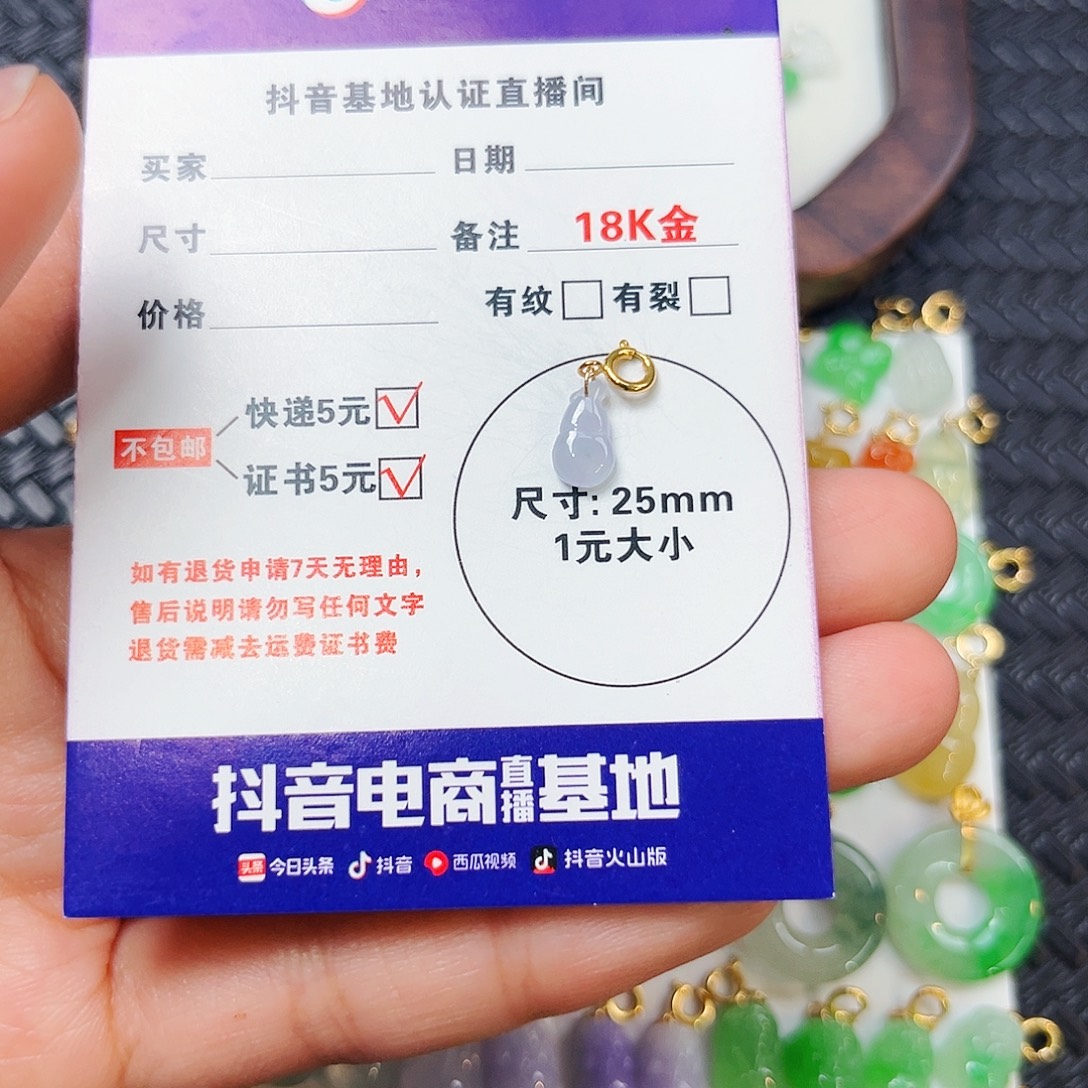 抖音基地认证直播间
买家 日期
尺寸 备注 18K金
价格 有纹 有裂
不包邮 快递5元
证书5元
尺寸: 25mm
1元大小
如有退货申请7天无理由，
售后说明请勿写任何文字
退货需减去运费证书费
抖音电商直播基地
头条 今日头条 抖音 西瓜视频 抖音火山版